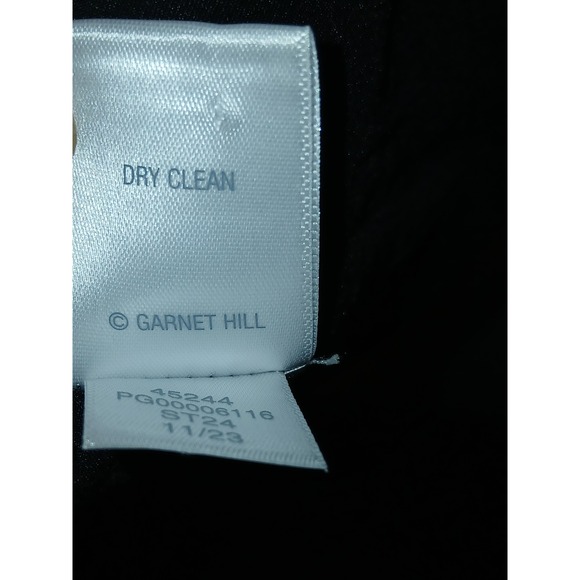 DRY CLEAN
© GARNET HILL
45244
PG00006116
ST24
11/23